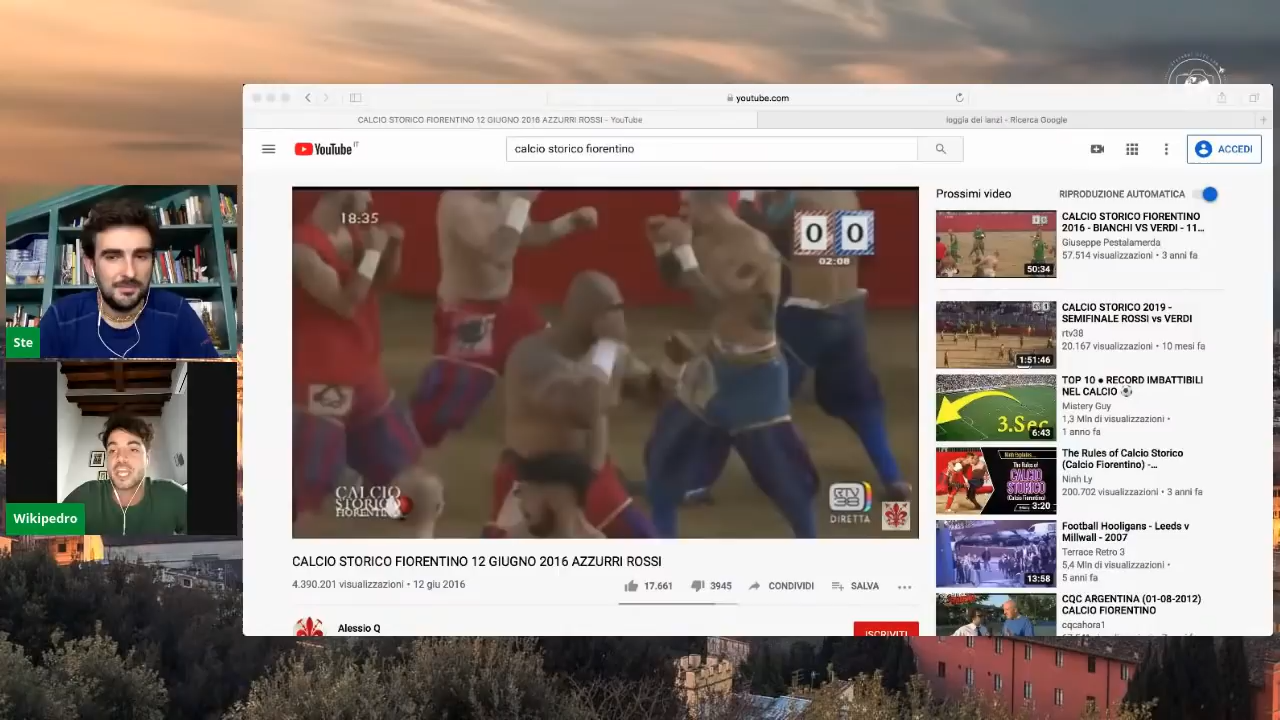 youtube.com
CALCIO STORICO FIORENTINO 12 GIUGNO 2016 AZZURRI ROSSI - YouTube
loggia dei lanzi - Ricerca Google
YouTube IT
calcio storico fiorentino
ACCEDI
18:35
0 0
02:08
CALCIO
STORICO
FIORENTINO
RTV38
DIRETTA
CALCIO STORICO FIORENTINO 12 GIUGNO 2016 AZZURRI ROSSI
4.390.201 visualizzazioni • 12 giu 2016
17.661
3945
CONDIVIDI
SALVA
Alessio Q
ISCRIVITI
Prossimi video
RIPRODUZIONE AUTOMATICA
CALCIO STORICO FIORENTINO
2016 - BIANCHI VS VERDI - 11...
Giuseppe Pestalamerda
57.514 visualizzazioni • 3 anni fa
50:34
CALCIO STORICO 2019 -
SEMIFINALE ROSSI vs VERDI
rtv38
20.167 visualizzazioni • 10 mesi fa
1:51:46
TOP 10 ● RECORD IMBATTIBILI
NEL CALCIO
Mistery Guy
1,3 Mln di visualizzazioni •
1 anno fa
3.Sec
6:43
The Rules of Calcio Storico
(Calcio Fiorentino) -...
Ninh Ly
200.702 visualizzazioni • 3 anni fa
Ninh Explains...
The Rules of
CALCIO
STORICO
(Calcio Fiorentino)
3:20
Football Hooligans - Leeds v
Millwall - 2007
Terrace Retro 3
5,4 Mln di visualizzazioni •
5 anni fa
13:58
CQC ARGENTINA (01-08-2012)
CALCIO FIORENTINO
cqcahora1
Ste
Wikipedro